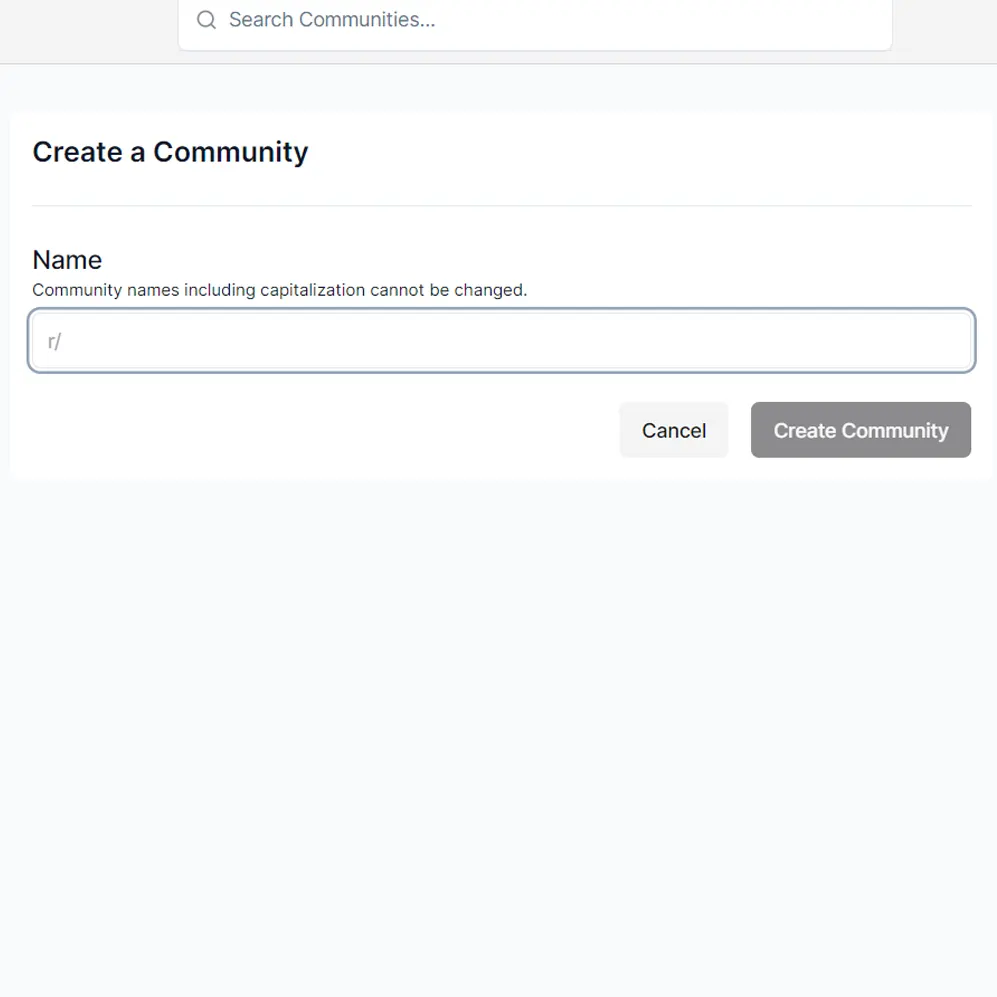 Search Communities...
Create a Community
Name
Community names including capitalization cannot be changed.
r/
Cancel
Create Community